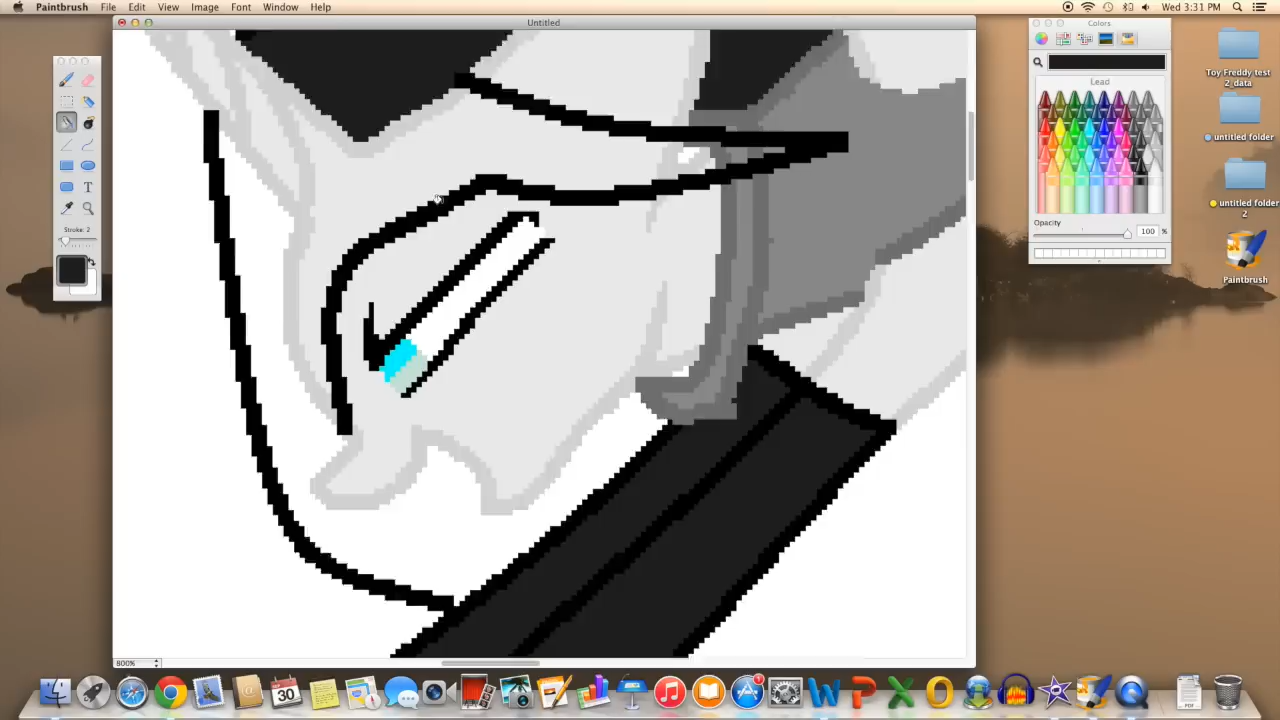 Paintbrush File Edit View Image Font Window Help
Wed 3:31 PM
Untitled
Colors
Lead
Opacity
100 %
Stroke: 2
T
Toy Freddy test
2_data
untitled folder
untitled folder
2
Paintbrush
800%
30
PDF